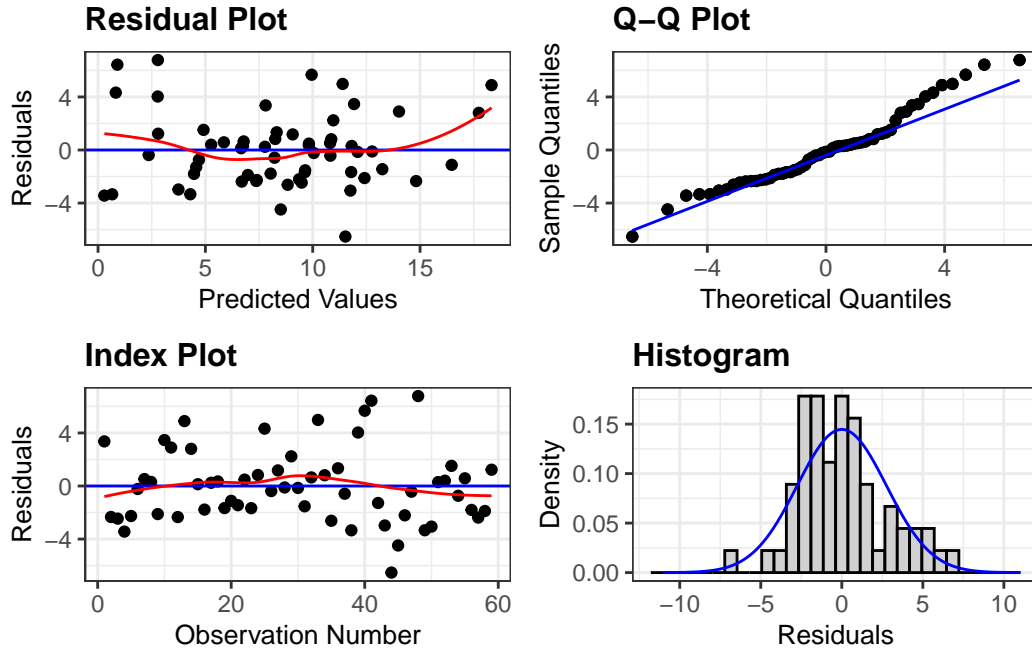 Residual Plot
Residuals
4
0
−4
0 5 10 15
Predicted Values
Q−Q Plot
Sample Quantiles
4
0
−4
−4 0 4
Theoretical Quantiles
Index Plot
Residuals
4
0
−4
0 20 40 60
Observation Number
Histogram
Density
0.15
0.10
0.05
0.00
−10 −5 0 5 10
Residuals